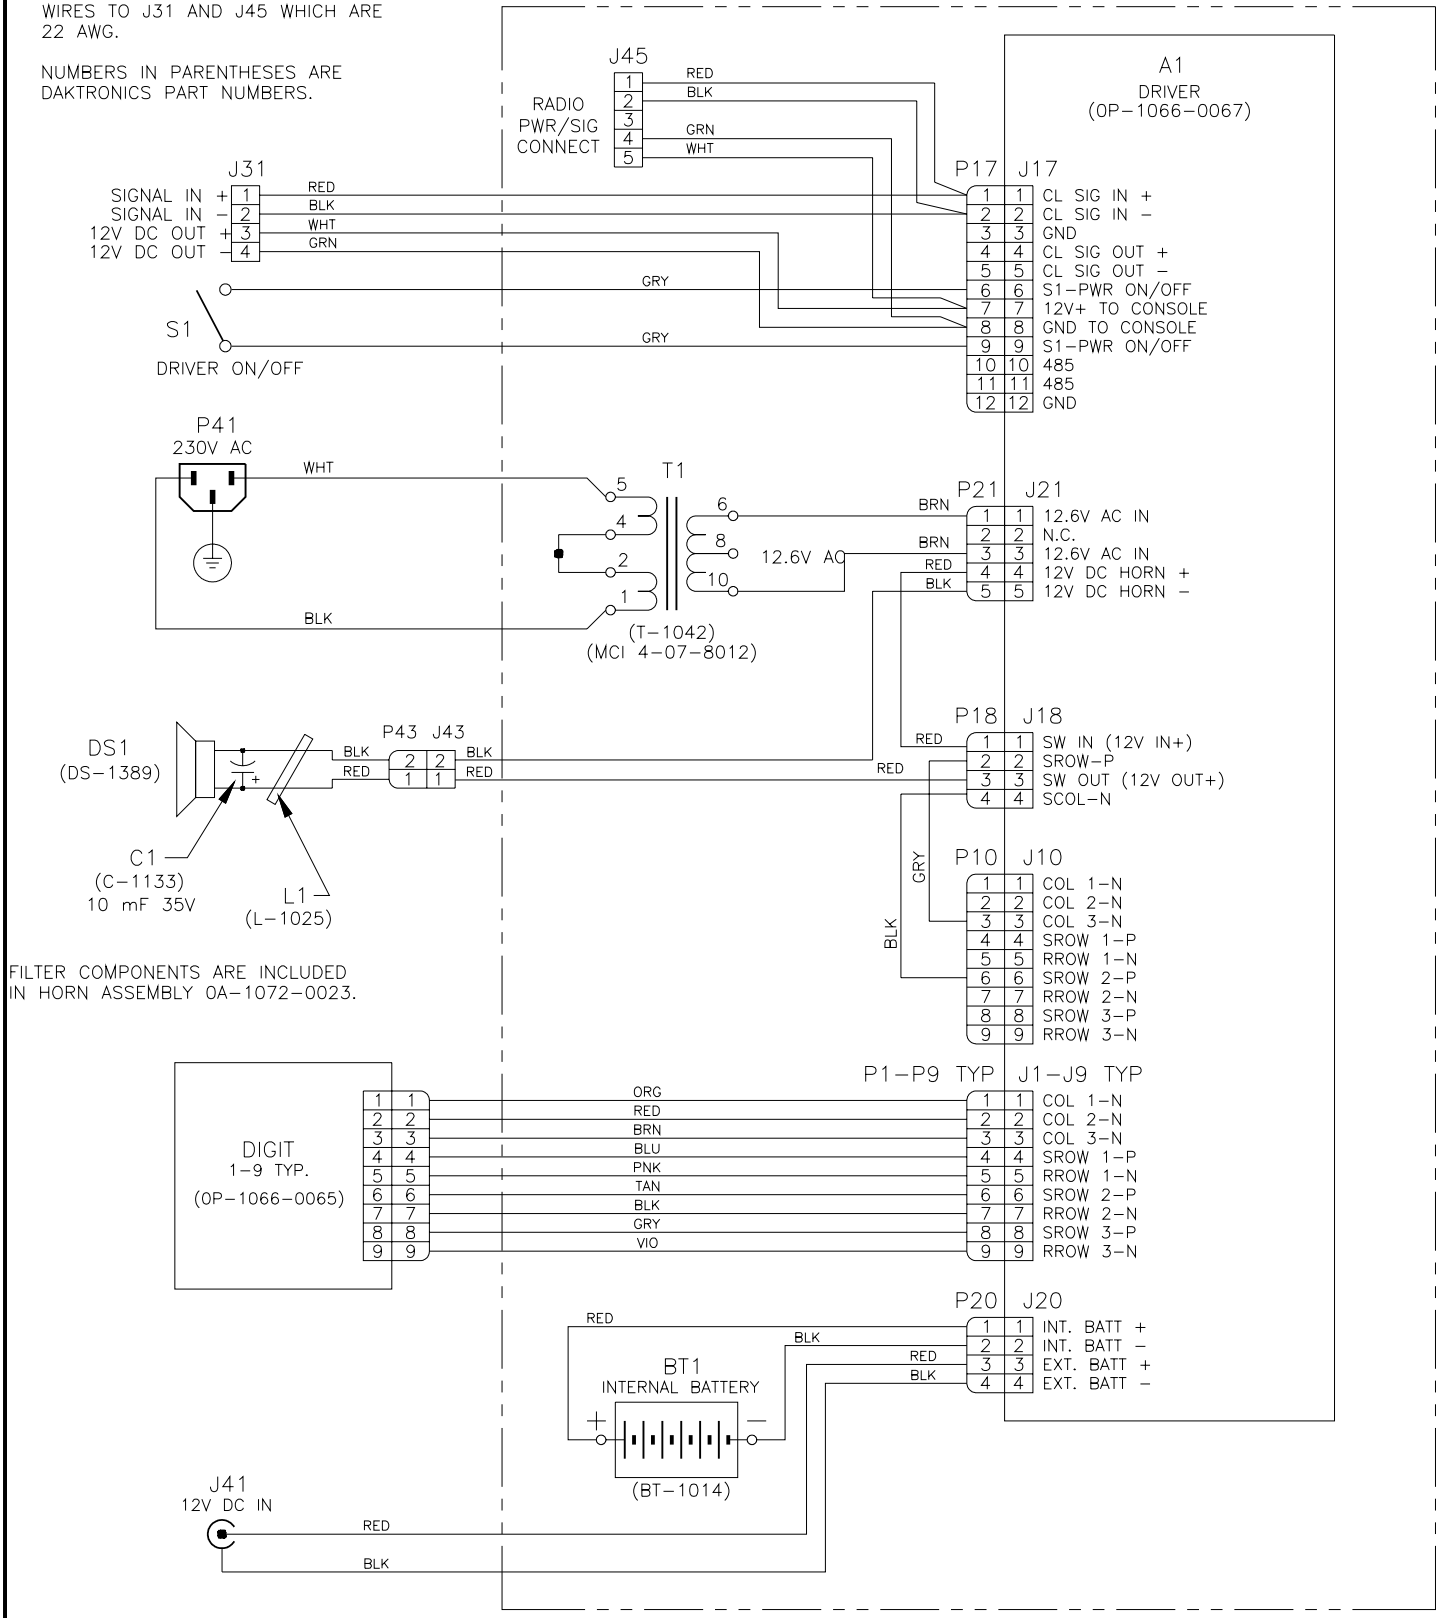 WIRES TO J31 AND J45 WHICH ARE
22 AWG.
NUMBERS IN PARENTHESES ARE
DAKTRONICS PART NUMBERS.
J45
RADIO
PWR/SIG
CONNECT
1 RED
2 BLK
3
4 GRN
5 WHT
A1
DRIVER
(0P-1066-0067)
J31
SIGNAL IN + 1 RED
SIGNAL IN - 2 BLK
12V DC OUT + 3 WHT
12V DC OUT - 4 GRN
GRY
S1
GRY
DRIVER ON/OFF
P17 J17
1 1 CL SIG IN +
2 2 CL SIG IN -
3 3 GND
4 4 CL SIG OUT +
5 5 CL SIG OUT -
6 6 S1-PWR ON/OFF
7 7 12V+ TO CONSOLE
8 8 GND TO CONSOLE
9 9 S1-PWR ON/OFF
10 10 485
11 11 485
12 12 GND
P41
230V AC
WHT
BLK
T1
5
4
2
1
6
8
10
12.6V AC
(T-1042)
(MCI 4-07-8012)
P21 J21
BRN 1 1 12.6V AC IN
2 2 N.C.
BRN 3 3 12.6V AC IN
RED 4 4 12V DC HORN +
BLK 5 5 12V DC HORN -
DS1
(DS-1389)
+
P43 J43
BLK 2 2 BLK
RED 1 1 RED
C1
(C-1133)
10 mF 35V
L1
(L-1025)
P18 J18
RED 1 1 SW IN (12V IN+)
2 2 SROW-P
RED 3 3 SW OUT (12V OUT+)
4 4 SCOL-N
GRY
BLK
P10 J10
1 1 COL 1-N
2 2 COL 2-N
3 3 COL 3-N
4 4 SROW 1-P
5 5 RROW 1-N
6 6 SROW 2-P
7 7 RROW 2-N
8 8 SROW 3-P
9 9 RROW 3-N
FILTER COMPONENTS ARE INCLUDED
IN HORN ASSEMBLY 0A-1072-0023.
DIGIT
1-9 TYP.
(0P-1066-0065)
P1-P9 TYP J1-J9 TYP
1 1 ORG 1 1 COL 1-N
2 2 RED 2 2 COL 2-N
3 3 BRN 3 3 COL 3-N
4 4 BLU 4 4 SROW 1-P
5 5 PNK 5 5 RROW 1-N
6 6 TAN 6 6 SROW 2-P
7 7 BLK 7 7 RROW 2-N
8 8 GRY 8 8 SROW 3-P
9 9 VIO 9 9 RROW 3-N
P20 J20
RED 1 1 INT. BATT +
BLK 2 2 INT. BATT -
RED 3 3 EXT. BATT +
BLK 4 4 EXT. BATT -
BT1
INTERNAL BATTERY
+ -
(BT-1014)
J41
12V DC IN
RED
BLK